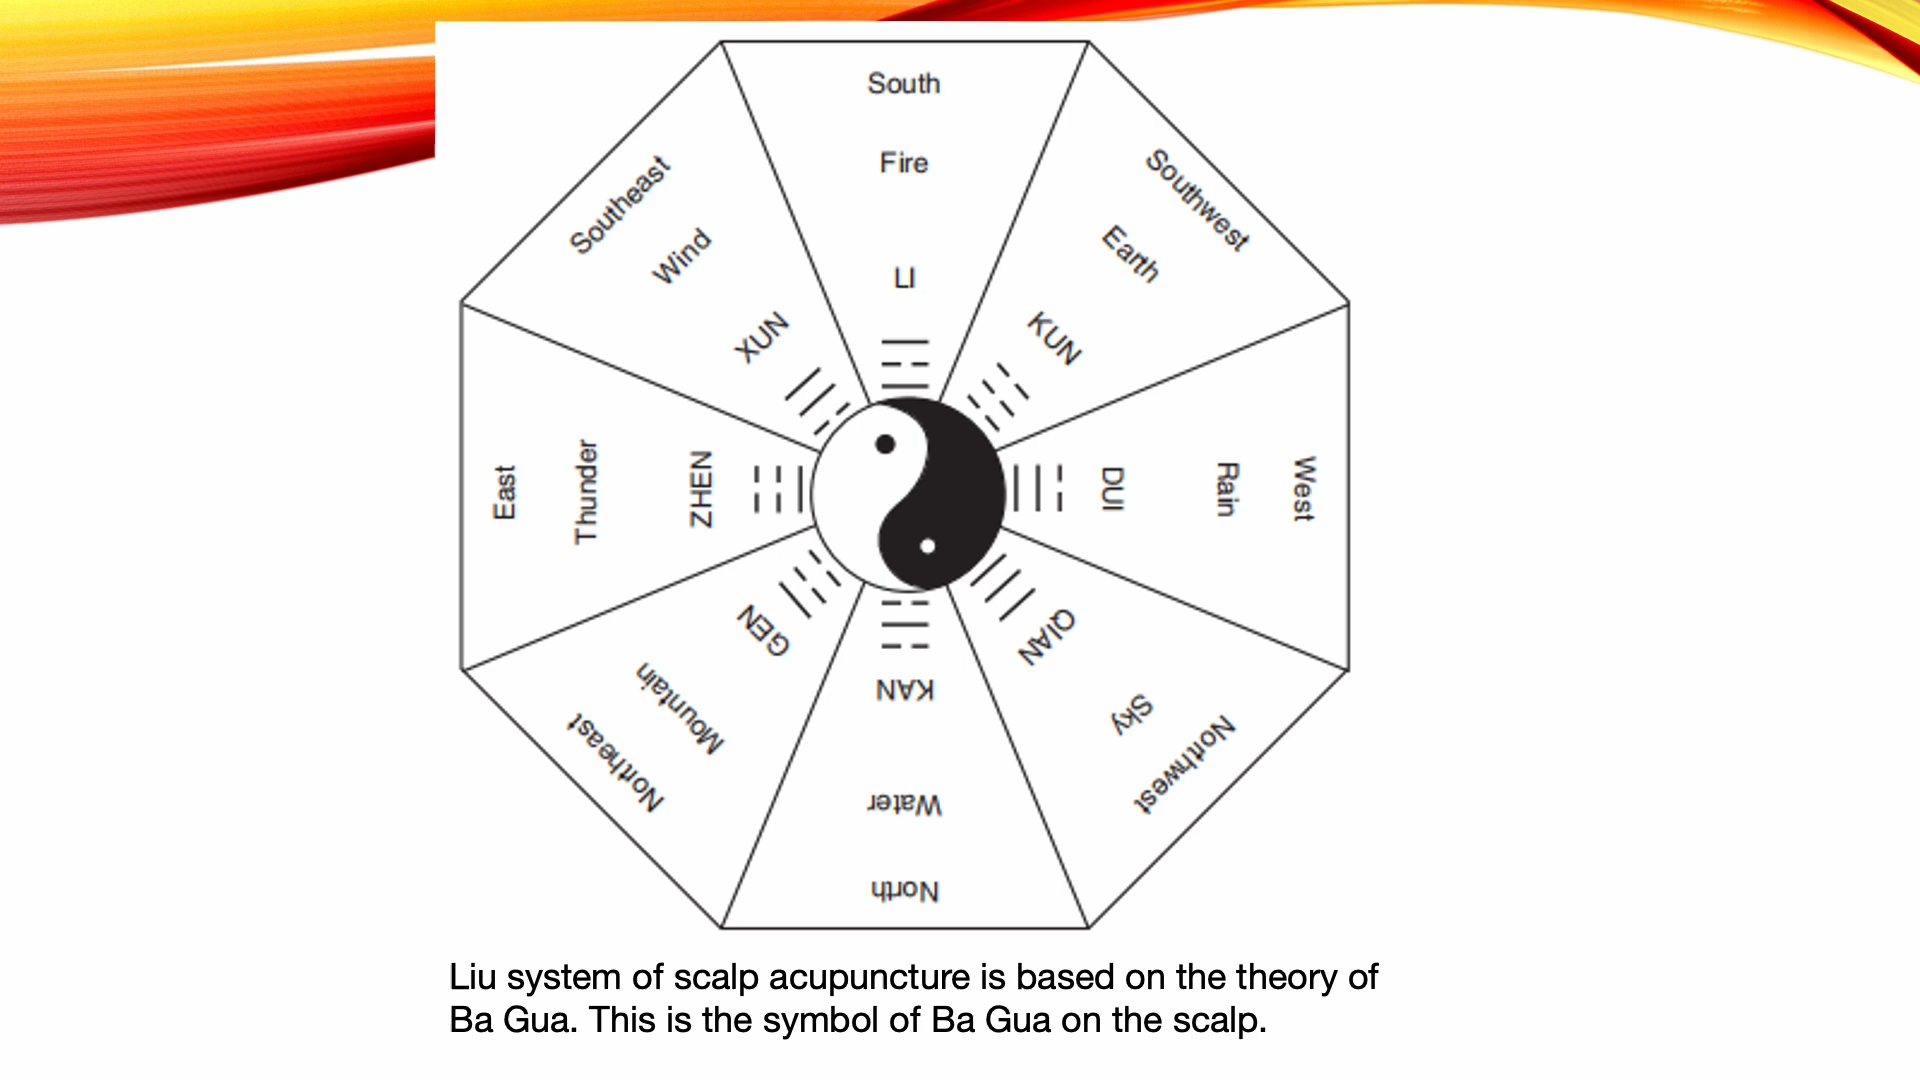 South
Fire
LI
Southwest
Earth
KUN
West
Rain
DUI
Northwest
Sky
QIAN
North
Water
KAN
Northeast
Mountain
GEN
East
Thunder
ZHEN
Southeast
Wind
XUN
Liu system of scalp acupuncture is based on the theory of
Ba Gua. This is the symbol of Ba Gua on the scalp.